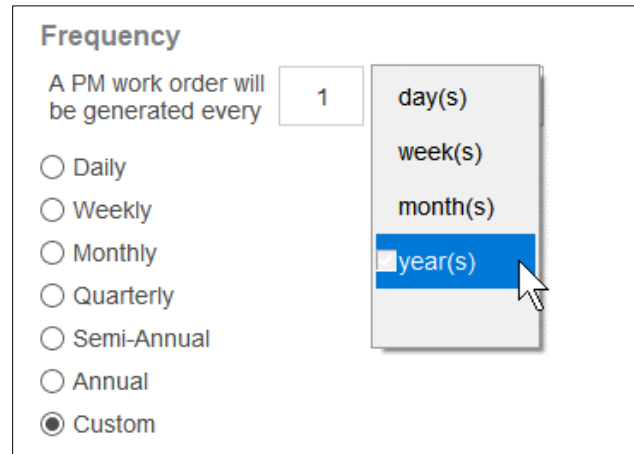 Frequency
A PM work order will
be generated every
1
day(s)
week(s)
month(s)
year(s)
Daily
Weekly
Monthly
Quarterly
Semi-Annual
Annual
Custom